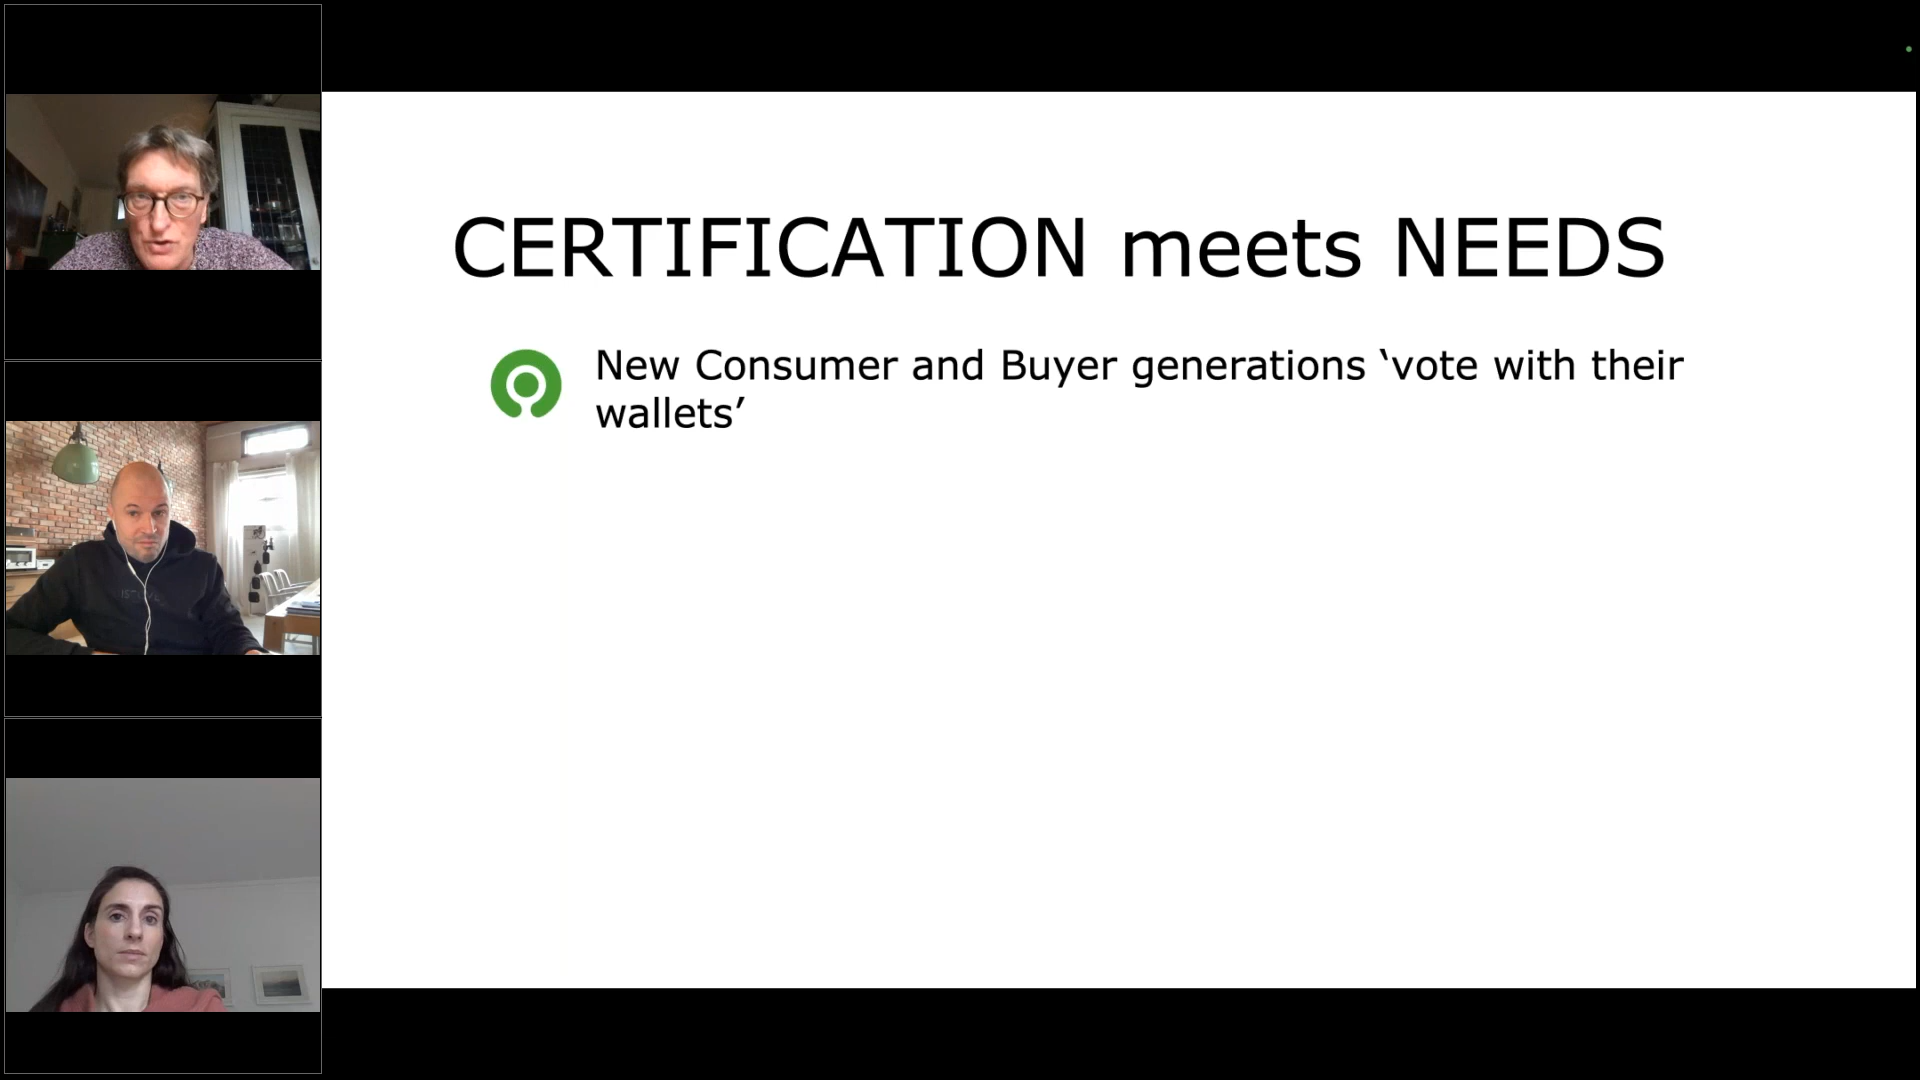 CERTIFICATION meets NEEDS
New Consumer and Buyer generations ‘vote with their
wallets’